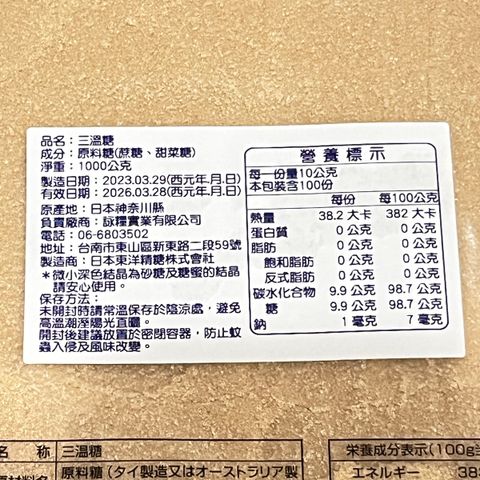 品名：三溫糖
成分：原料糖(蔗糖、甜菜糖)
淨重：1000公克
製造日期：2023.03.29(西元年.月.日)
有效日期：2026.03.28(西元年.月.日)
原產地：日本神奈川縣
負責廠商：詠糧實業有限公司
電話：06-6803502
地址：台南市東山區新東路二段59號
製造商：日本東洋精糖株式會社
*微小深色結晶為砂糖及糖蜜的結晶
請安心使用。
保存方法：
未開封時請常溫保存於陰涼處，避免
高溫潮溼陽光直曬。
開封後建議放置於密閉容器，防止蚊
蟲入侵及風味改變。
營養標示
每一份量10公克
本包裝含100份
每份 每100公克
熱量 38.2 大卡 382 大卡
蛋白質 0 公克 0 公克
脂肪 0 公克 0 公克
飽和脂肪 0 公克 0 公克
反式脂肪 0 公克 0 公克
碳水化合物 9.9 公克 98.7 公克
糖 9.9 公克 98.7 公克
鈉 1 毫克 7 毫克
名 称 三温糖
原材料名 原料糖（タイ製造又はオーストラリア製
栄養成分表示(100g
エネルギー 38